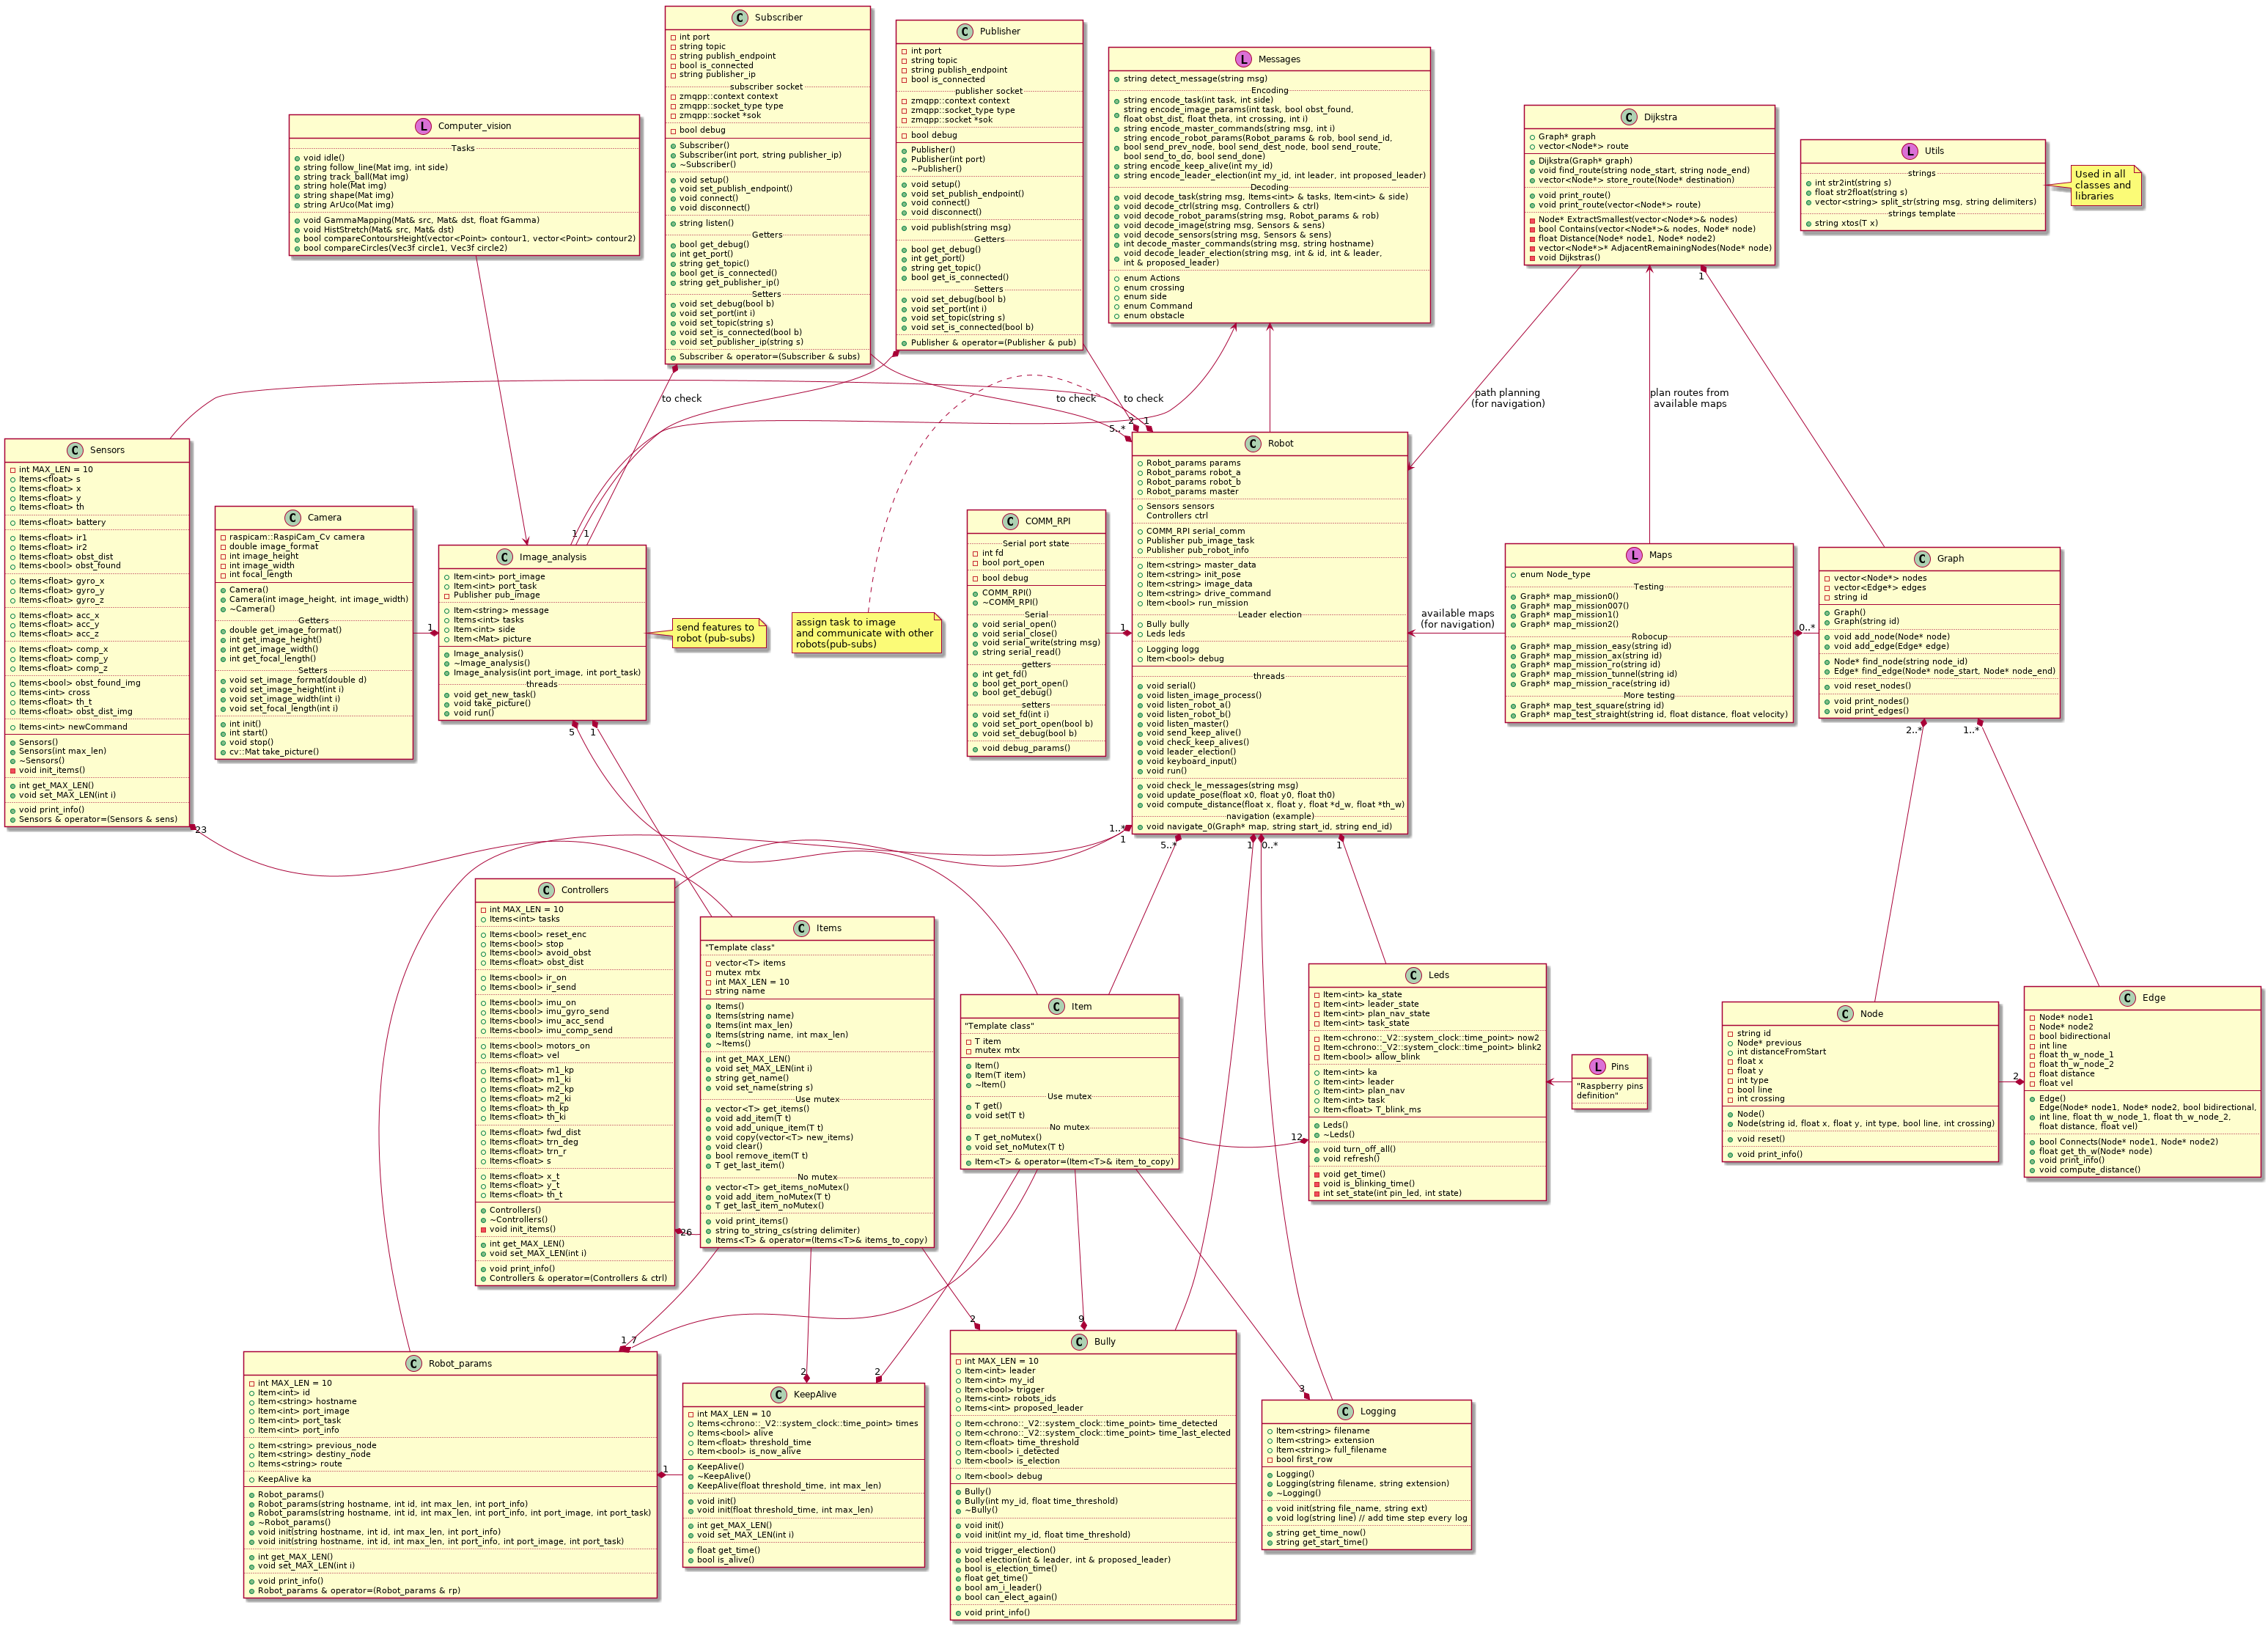 Subscriber
int port
string topic
string publish_endpoint
bool is_connected
string publisher_ip
subscriber socket
zmqpp::context context
zmqpp::socket_type type
zmqpp::socket *sok
bool debug
Subscriber()
Subscriber(int port, string publisher_ip)
~Subscriber()
void setup()
void set_publish_endpoint()
void connect()
void disconnect()
string listen()
Getters
bool get_debug()
int get_port()
string get_topic()
bool get_is_connected()
string get_publisher_ip()
Setters
void set_debug(bool b)
void set_port(int i)
void set_topic(string s)
void set_is_connected(bool b)
void set_publisher_ip(string s)
Subscriber & operator=(Subscriber & subs)
Publisher
int port
string topic
string publish_endpoint
bool is_connected
publisher socket
zmqpp::context context
zmqpp::socket_type type
zmqpp::socket *sok
bool debug
Publisher()
Publisher(int port)
~Publisher()
void setup()
void set_publish_endpoint()
void connect()
void disconnect()
void publish(string msg)
Getters
bool get_debug()
int get_port()
string get_topic()
bool get_is_connected()
Setters
void set_debug(bool b)
void set_port(int i)
void set_topic(string s)
void set_is_connected(bool b)
Publisher & operator=(Publisher & pub)
Messages
string detect_message(string msg)
Encoding
string encode_task(int task, int side)
string encode_image_params(int task, bool obst_found,
float obst_dist, float theta, int crossing, int i)
string encode_master_commands(string msg, int i)
string encode_robot_params(Robot_params & rob, bool send_id,
bool send_prev_node, bool send_dest_node, bool send_route,
bool send_to_do, bool send_done)
string encode_keep_alive(int my_id)
string encode_leader_election(int my_id, int leader, int proposed_leader)
Decoding
void decode_task(string msg, Items<int> & tasks, Item<int> & side)
void decode_ctrl(string msg, Controllers & ctrl)
void decode_robot_params(string msg, Robot_params & rob)
void decode_image(string msg, Sensors & sens)
void decode_sensors(string msg, Sensors & sens)
int decode_master_commands(string msg, string hostname)
void decode_leader_election(string msg, int & id, int & leader,
int & proposed_leader)
enum Actions
enum crossing
enum side
enum Command
enum obstacle
Dijkstra
Graph* graph
vector<Node*> route
Dijkstra(Graph* graph)
void find_route(string node_start, string node_end)
vector<Node*> store_route(Node* destination)
void print_route()
void print_route(vector<Node*> route)
Node* ExtractSmallest(vector<Node*>& nodes)
bool Contains(vector<Node*>& nodes, Node* node)
float Distance(Node* node1, Node* node2)
vector<Node*>* AdjacentRemainingNodes(Node* node)
void Dijkstras()
Utils
strings
int str2int(string s)
float str2float(string s)
vector<string> split_str(string msg, string delimiters)
strings template
string xtos(T x)
Used in all
classes and
libraries
Computer_vision
Tasks
void idle()
string follow_line(Mat img, int side)
string track_ball(Mat img)
string hole(Mat img)
string shape(Mat img)
string ArUco(Mat img)
void GammaMapping(Mat& src, Mat& dst, float fGamma)
void HistStretch(Mat& src, Mat& dst)
bool compareContoursHeight(vector<Point> contour1, vector<Point> contour2)
bool compareCircles(Vec3f circle1, Vec3f circle2)
to check
to check
to check
path planning
(for navigation)
plan routes from
available maps
1
5..*
2
1
1
1
Sensors
int MAX_LEN = 10
Items<float> s
Items<float> x
Items<float> y
Items<float> th
Items<float> battery
Items<float> ir1
Items<float> ir2
Items<float> obst_dist
Items<bool> obst_found
Items<float> gyro_x
Items<float> gyro_y
Items<float> gyro_z
Items<float> acc_x
Items<float> acc_y
Items<float> acc_z
Items<float> comp_x
Items<float> comp_y
Items<float> comp_z
Items<bool> obst_found_img
Items<int> cross
Items<float> th_t
Items<float> obst_dist_img
Items<int> newCommand
Sensors()
Sensors(int max_len)
~Sensors()
void init_items()
int get_MAX_LEN()
void set_MAX_LEN(int i)
void print_info()
Sensors & operator=(Sensors & sens)
23
Camera
raspicam::RaspiCam_Cv camera
double image_format
int image_height
int image_width
int focal_length
Camera()
Camera(int image_height, int image_width)
~Camera()
Getters
double get_image_format()
int get_image_height()
int get_image_width()
int get_focal_length()
Setters
void set_image_format(double d)
void set_image_height(int i)
void set_image_width(int i)
void set_focal_length(int i)
int init()
int start()
void stop()
cv::Mat take_picture()
1
Image_analysis
Item<int> port_image
Item<int> port_task
Publisher pub_image
Item<string> message
Items<int> tasks
Item<int> side
Item<Mat> picture
Image_analysis()
~Image_analysis()
Image_analysis(int port_image, int port_task)
threads
void get_new_task()
void take_picture()
void run()
5
1
send features to
robot (pub-subs)
assign task to image
and communicate with other
robots(pub-subs)
COMM_RPI
Serial port state
int fd
bool port_open
bool debug
COMM_RPI()
~COMM_RPI()
Serial
void serial_open()
void serial_close()
void serial_write(string msg)
string serial_read()
getters
int get_fd()
bool get_port_open()
bool get_debug()
setters
void set_fd(int i)
void set_port_open(bool b)
void set_debug(bool b)
void debug_params()
1
Robot
Robot_params params
Robot_params robot_a
Robot_params robot_b
Robot_params master
Sensors sensors
Controllers ctrl
COMM_RPI serial_comm
Publisher pub_image_task
Publisher pub_robot_info
Item<string> master_data
Item<string> init_pose
Item<string> image_data
Item<string> drive_command
Item<bool> run_mission
Leader election
Bully bully
Leds leds
Logging logg
Item<bool> debug
threads
void serial()
void listen_image_process()
void listen_robot_a()
void listen_robot_b()
void listen_master()
void send_keep_alive()
void check_keep_alives()
void leader_election()
void keyboard_input()
void run()
void check_le_messages(string msg)
void update_pose(float x0, float y0, float th0)
void compute_distance(float x, float y, float *d_w, float *th_w)
navigation (example)
void navigate_0(Graph* map, string start_id, string end_id)
1..*
1
5..*
1
0..*
1
available maps
(for navigation)
Maps
enum Node_type
Testing
Graph* map_mission0()
Graph* map_mission007()
Graph* map_mission1()
Graph* map_mission2()
Robocup
Graph* map_mission_easy(string id)
Graph* map_mission_ax(string id)
Graph* map_mission_ro(string id)
Graph* map_mission_tunnel(string id)
Graph* map_mission_race(string id)
More testing
Graph* map_test_square(string id)
Graph* map_test_straight(string id, float distance, float velocity)
0..*
Graph
vector<Node*> nodes
vector<Edge*> edges
string id
Graph()
Graph(string id)
void add_node(Node* node)
void add_edge(Edge* edge)
Node* find_node(string node_id)
Edge* find_edge(Node* node_start, Node* node_end)
void reset_nodes()
void print_nodes()
void print_edges()
2..*
1..*
Controllers
int MAX_LEN = 10
Items<int> tasks
Items<bool> reset_enc
Items<bool> stop
Items<bool> avoid_obst
Items<float> obst_dist
Items<bool> ir_on
Items<bool> ir_send
Items<bool> imu_on
Items<bool> imu_gyro_send
Items<bool> imu_acc_send
Items<bool> imu_comp_send
Items<bool> motors_on
Items<float> vel
Items<float> m1_kp
Items<float> m1_ki
Items<float> m2_kp
Items<float> m2_ki
Items<float> th_kp
Items<float> th_ki
Items<float> fwd_dist
Items<float> trn_deg
Items<float> trn_r
Items<float> s
Items<float> x_t
Items<float> y_t
Items<float> th_t
Controllers()
~Controllers()
void init_items()
int get_MAX_LEN()
void set_MAX_LEN(int i)
void print_info()
Controllers & operator=(Controllers & ctrl)
26
Items
"Template class"
vector<T> items
mutex mtx
int MAX_LEN = 10
string name
Items()
Items(string name)
Items(int max_len)
Items(string name, int max_len)
~Items()
int get_MAX_LEN()
void set_MAX_LEN(int i)
string get_name()
void set_name(string s)
Use mutex
vector<T> get_items()
void add_item(T t)
void add_unique_item(T t)
void copy(vector<T> new_items)
void clear()
bool remove_item(T t)
T get_last_item()
No mutex
vector<T> get_items_noMutex()
void add_item_noMutex(T t)
T get_last_item_noMutex()
void print_items()
string to_string_cs(string delimiter)
Items<T> & operator=(Items<T>& items_to_copy)
Item
"Template class"
T item
mutex mtx
Item()
Item(T item)
~Item()
Use mutex
T get()
void set(T t)
No mutex
T get_noMutex()
void set_noMutex(T t)
Item<T> & operator=(Item<T>& item_to_copy)
12
Leds
Item<int> ka_state
Item<int> leader_state
Item<int> plan_nav_state
Item<int> task_state
Item<chrono::_V2::system_clock::time_point> now2
Item<chrono::_V2::system_clock::time_point> blink2
Item<bool> allow_blink
Item<int> ka
Item<int> leader
Item<int> plan_nav
Item<int> task
Item<float> T_blink_ms
Leds()
~Leds()
void turn_off_all()
void refresh()
void get_time()
void is_blinking_time()
int set_state(int pin_led, int state)
Pins
"Raspberry pins
definition"
Node
string id
Node* previous
int distanceFromStart
float x
float y
int type
bool line
int crossing
Node()
Node(string id, float x, float y, int type, bool line, int crossing)
void reset()
void print_info()
2
Edge
Node* node1
Node* node2
bool bidirectional
int line
float th_w_node_1
float th_w_node_2
float distance
float vel
Edge()
Edge(Node* node1, Node* node2, bool bidirectional,
int line, float th_w_node_1, float th_w_node_2,
float distance, float vel)
bool Connects(Node* node1, Node* node2)
float get_th_w(Node* node)
void print_info()
void compute_distance()
1
7
2
2
2
9
3
Robot_params
int MAX_LEN = 10
Item<int> id
Item<string> hostname
Item<int> port_image
Item<int> port_task
Item<int> port_info
Item<string> previous_node
Item<string> destiny_node
Items<string> route
KeepAlive ka
Robot_params()
Robot_params(string hostname, int id, int max_len, int port_info)
Robot_params(string hostname, int id, int max_len, int port_info, int port_image, int port_task)
~Robot_params()
void init(string hostname, int id, int max_len, int port_info)
void init(string hostname, int id, int max_len, int port_info, int port_image, int port_task)
int get_MAX_LEN()
void set_MAX_LEN(int i)
void print_info()
Robot_params & operator=(Robot_params & rp)
1
KeepAlive
int MAX_LEN = 10
Items<chrono::_V2::system_clock::time_point> times
Items<bool> alive
Item<float> threshold_time
Item<bool> is_now_alive
KeepAlive()
~KeepAlive()
KeepAlive(float threshold_time, int max_len)
void init()
void init(float threshold_time, int max_len)
int get_MAX_LEN()
void set_MAX_LEN(int i)
float get_time()
bool is_alive()
Bully
int MAX_LEN = 10
Item<int> leader
Item<int> my_id
Item<bool> trigger
Items<int> robots_ids
Items<int> proposed_leader
Item<chrono::_V2::system_clock::time_point> time_detected
Item<chrono::_V2::system_clock::time_point> time_last_elected
Item<float> time_threshold
Item<bool> i_detected
Item<bool> is_election
Item<bool> debug
Bully()
Bully(int my_id, float time_threshold)
~Bully()
void init()
void init(int my_id, float time_threshold)
void trigger_election()
bool election(int & leader, int & proposed_leader)
bool is_election_time()
float get_time()
bool am_i_leader()
bool can_elect_again()
void print_info()
Logging
Item<string> filename
Item<string> extension
Item<string> full_filename
bool first_row
Logging()
Logging(string filename, string extension)
~Logging()
void init(string file_name, string ext)
void log(string line) // add time step every log
string get_time_now()
string get_start_time()